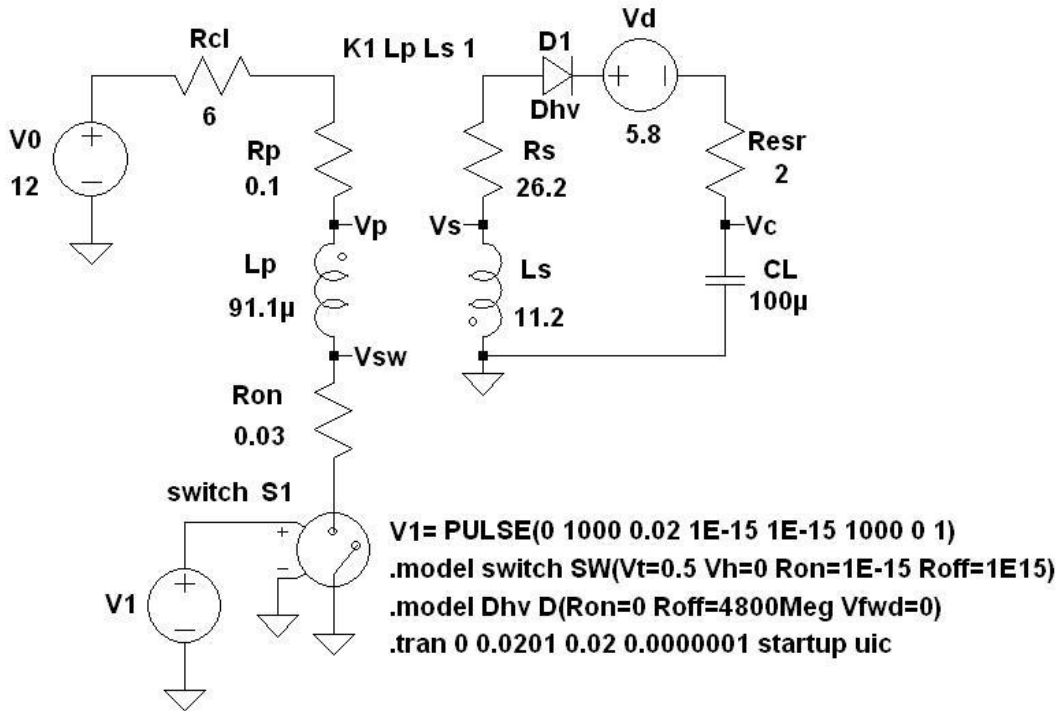 Rcl
6
K1 Lp Ls 1
D1
Dhv
Vd
5.8
V0
12
Rp
0.1
Rs
26.2
Resr
2
Vp
Vs
Vc
Lp
91.1µ
Ls
11.2
CL
100µ
Vsw
Ron
0.03
switch S1
V1
V1= PULSE(0 1000 0.02 1E-15 1E-15 1000 0 1)
.model switch SW(Vt=0.5 Vh=0 Ron=1E-15 Roff=1E15)
.model Dhv D(Ron=0 Roff=4800Meg Vfwd=0)
.tran 0 0.0201 0.02 0.0000001 startup uic